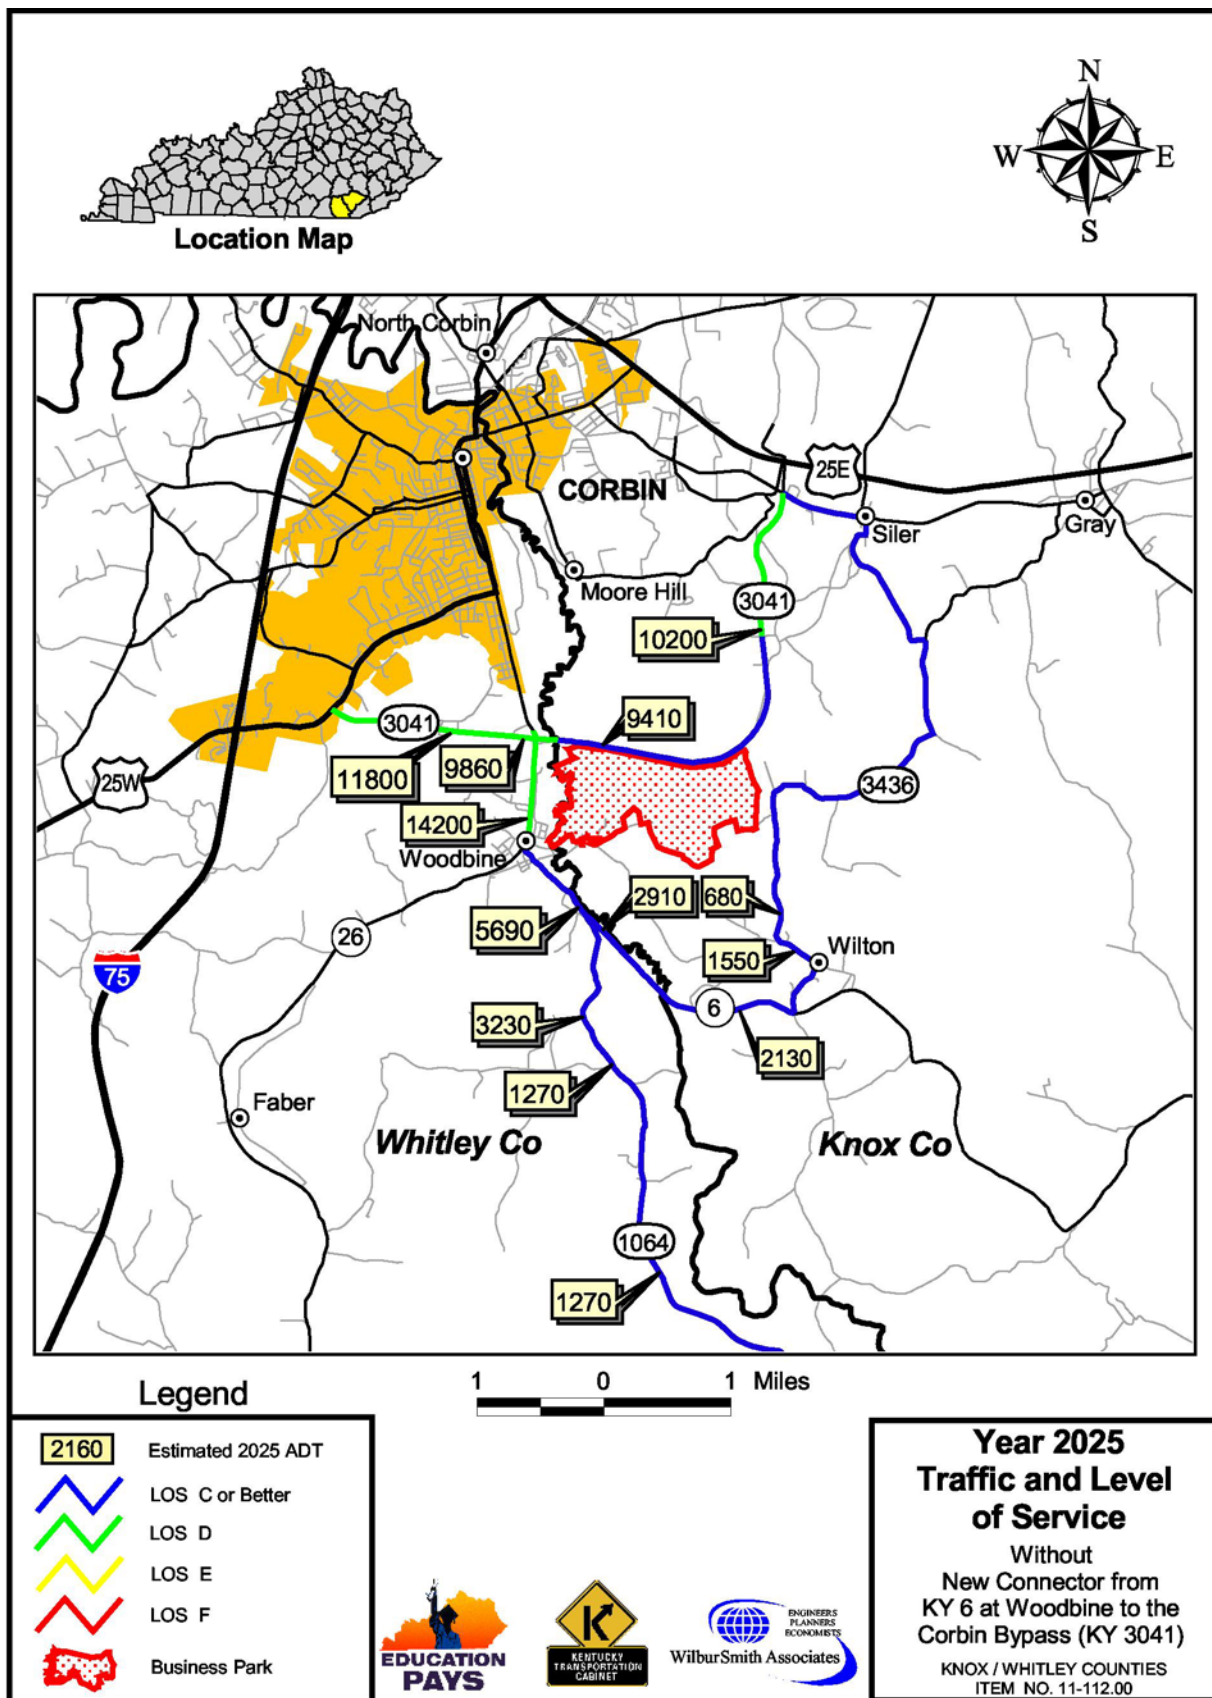 N
W E
S
Location Map
North Corbin
25E
CORBIN
Siler
Gray
Moore Hill
3041
10200
9410
3041
11800
9860
25W
3436
14200
Woodbine
2910
680
5690
26
1550
Wilton
75
6
3230
2130
1270
Faber
Whitley Co
Knox Co
1064
1270
1 0 1 Miles
Legend
2160 Estimated 2025 ADT
LOS C or Better
LOS D
LOS E
LOS F
Business Park
EDUCATION
PAYS
K
KENTUCKY
TRANSPORTATION
CABINET
ENGINEERS
PLANNERS
ECONOMISTS
WilburSmith Associates
Year 2025
Traffic and Level
of Service
Without
New Connector from
KY 6 at Woodbine to the
Corbin Bypass (KY 3041)
KNOX / WHITLEY COUNTIES
ITEM NO. 11-112.00